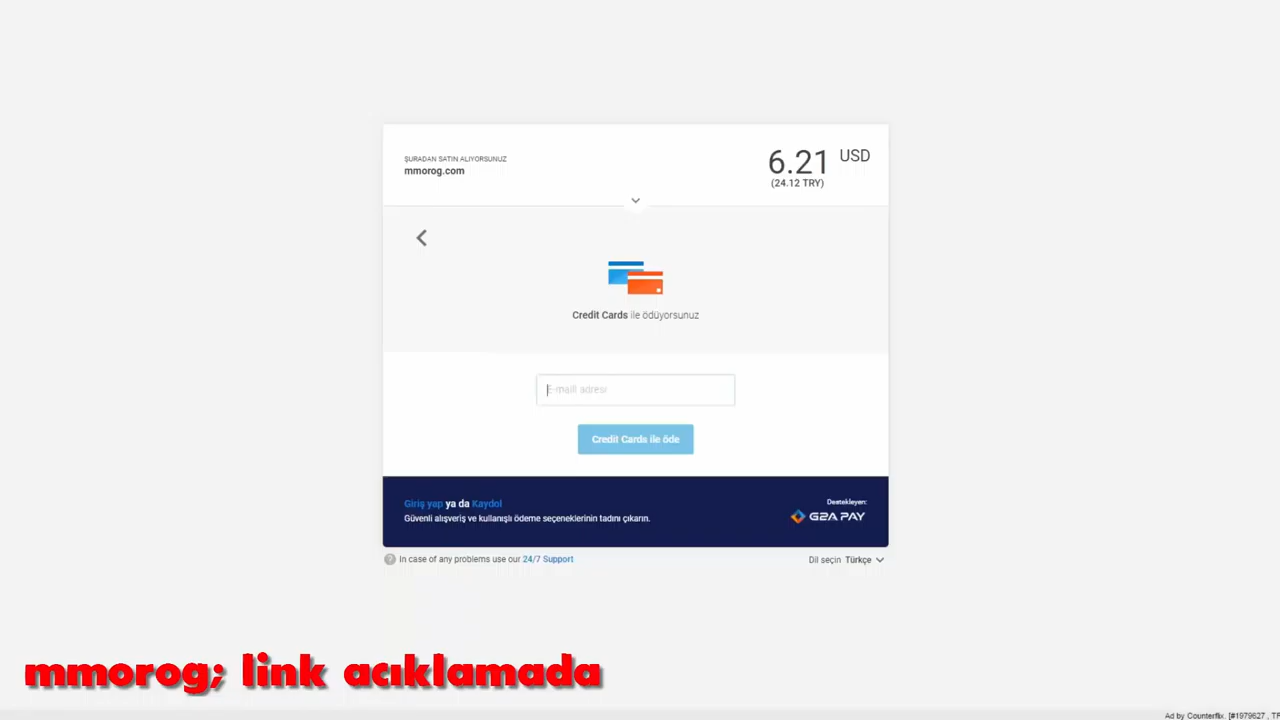 ŞURADAN SATIN ALIYORSUNUZ
mmorog.com
6.21 USD
(24.12 TRY)
Credit Cards ile ödüyorsunuz
E-maill adresi
Credit Cards ile öde
Giriş yap ya da Kaydol
Güvenli alışveriş ve kullanışlı ödeme seçeneklerinin tadını çıkarın.
Destekleyen:
G2A PAY
? In case of any problems use our 24/7 Support
Dil seçin Türkçe
mmorog; link acıklamada
Ad by Counterflix. [#1979627 , TR